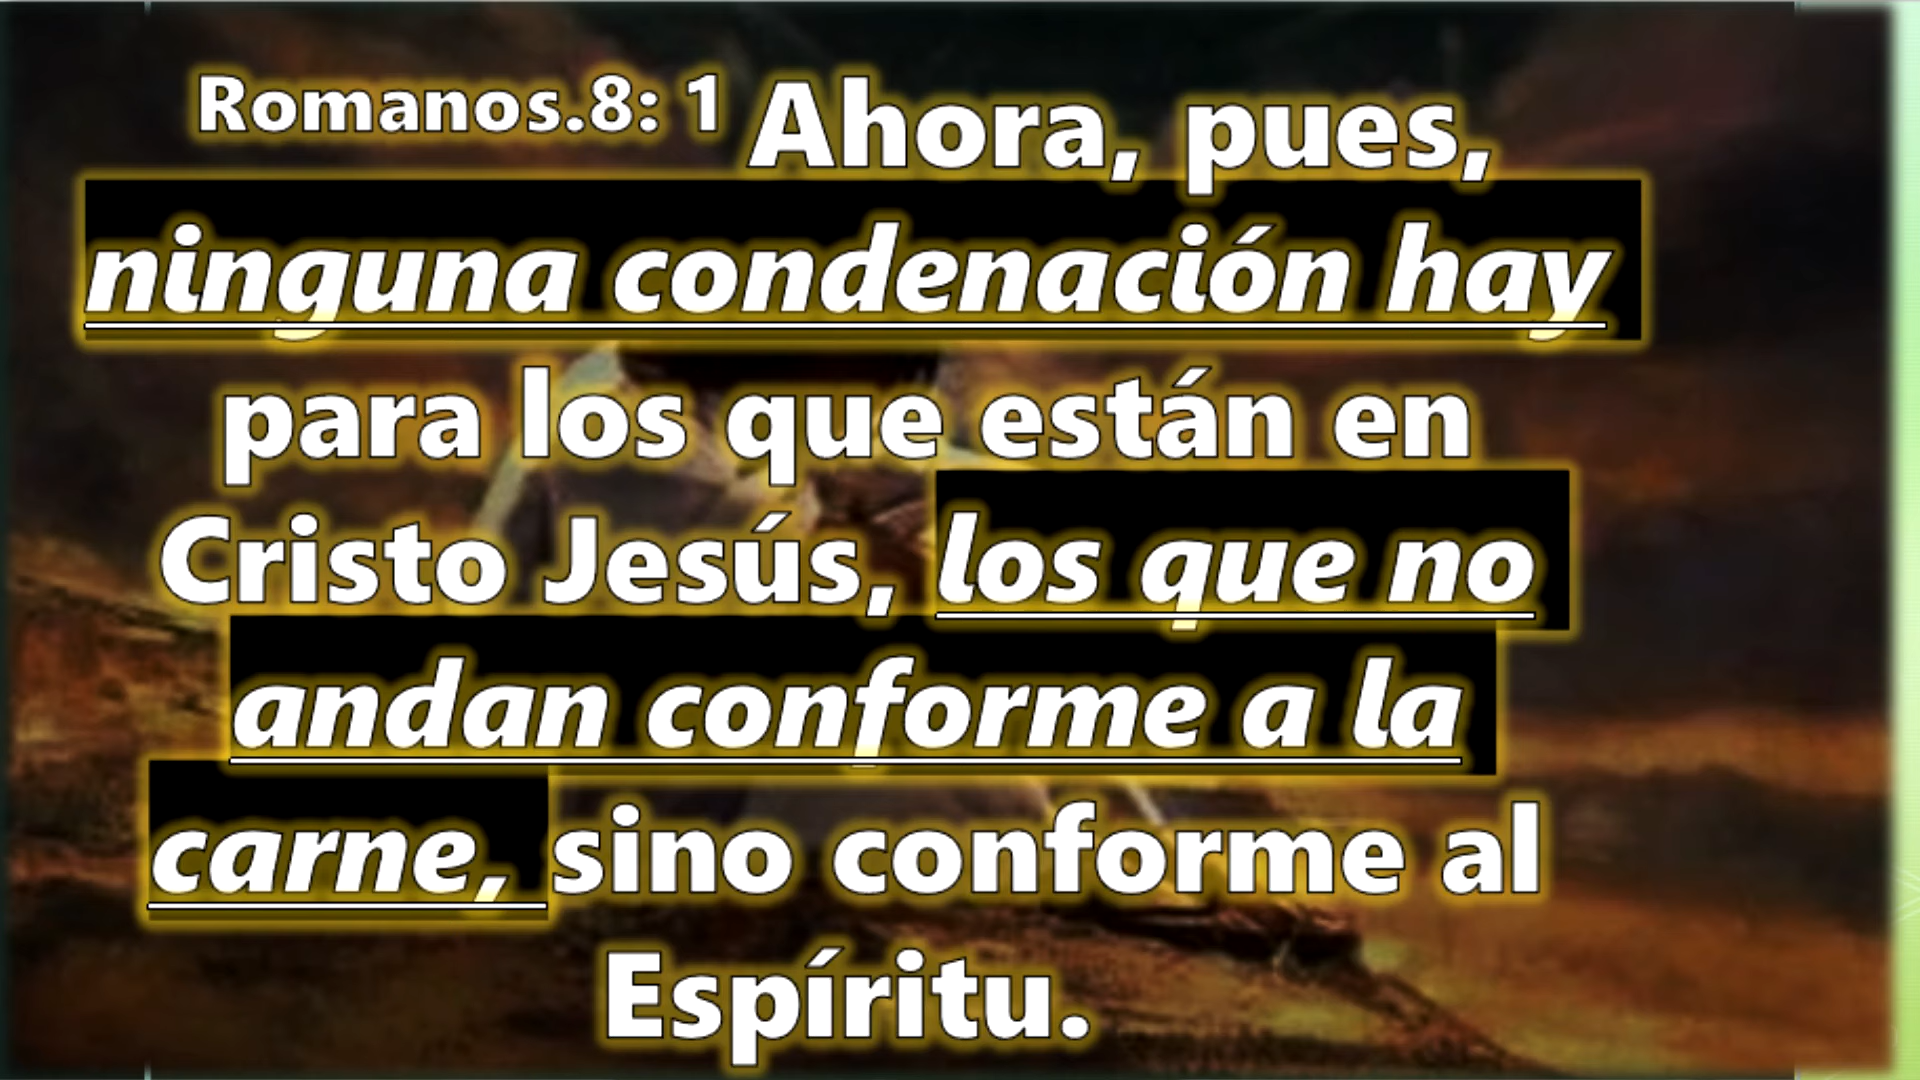 Romanos.8: 1 Ahora, pues,
ninguna condenación hay
para los que están en
Cristo Jesús, los que no
andan conforme a la
carne, sino conforme al
Espíritu.